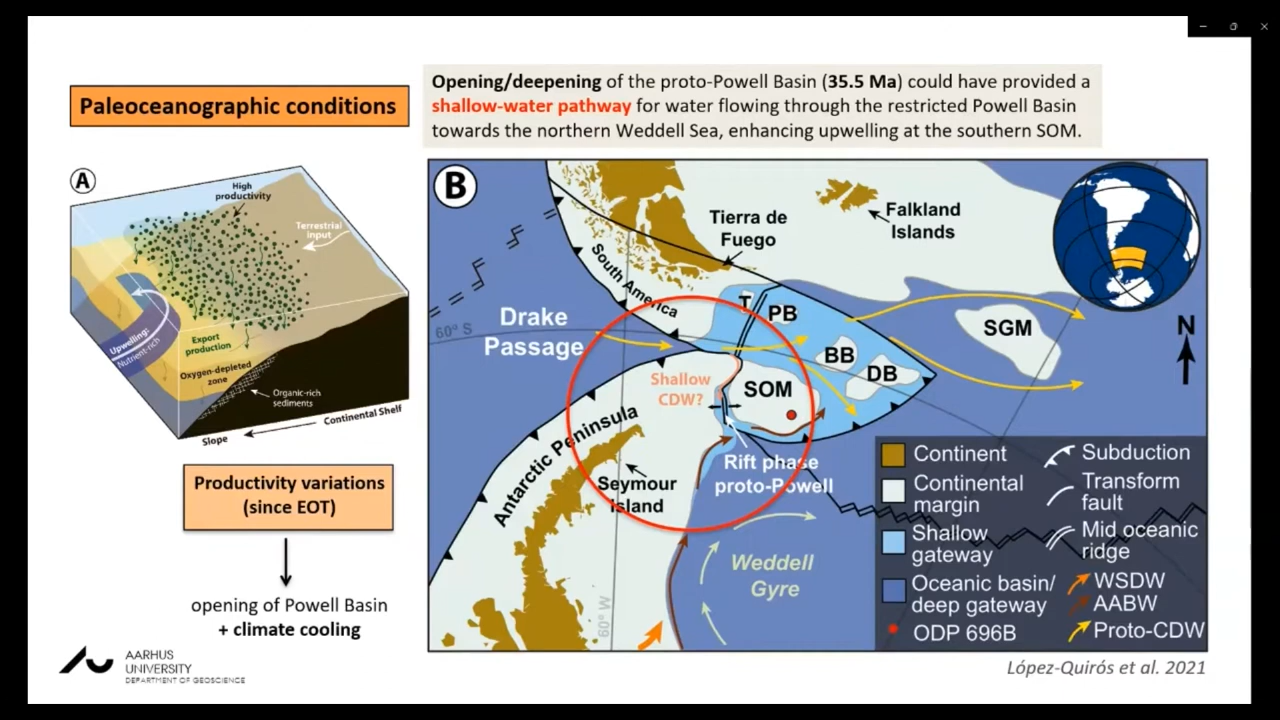 Paleoceanographic conditions
Opening/deepening of the proto-Powell Basin (35.5 Ma) could have provided a
shallow-water pathway for water flowing through the restricted Powell Basin
towards the northern Weddell Sea, enhancing upwelling at the southern SOM.
A
High
productivity
Terrestrial
input
Upwelling:
Nutrient-rich
Export
production
Oxygen-depleted
zone
Organic-rich
sediments
Continental Shelf
Slope
Productivity variations
(since EOT)
opening of Powell Basin
+ climate cooling
AARHUS
UNIVERSITY
DEPARTMENT OF GEOSCIENCE
B
Tierra de
Fuego
Falkland
Islands
South America
Drake
Passage
60º S
T
PB
BB
DB
SGM
N
Shallow
CDW?
SOM
Antarctic Peninsula
Rift phase
proto-Powell
Seymour
Island
Weddell
Gyre
60º W
Continent
Continental
margin
Shallow
gateway
Oceanic basin/
deep gateway
ODP 696B
Subduction
Transform
fault
Mid oceanic
ridge
WSDW
AABW
Proto-CDW
López-Quirós et al. 2021